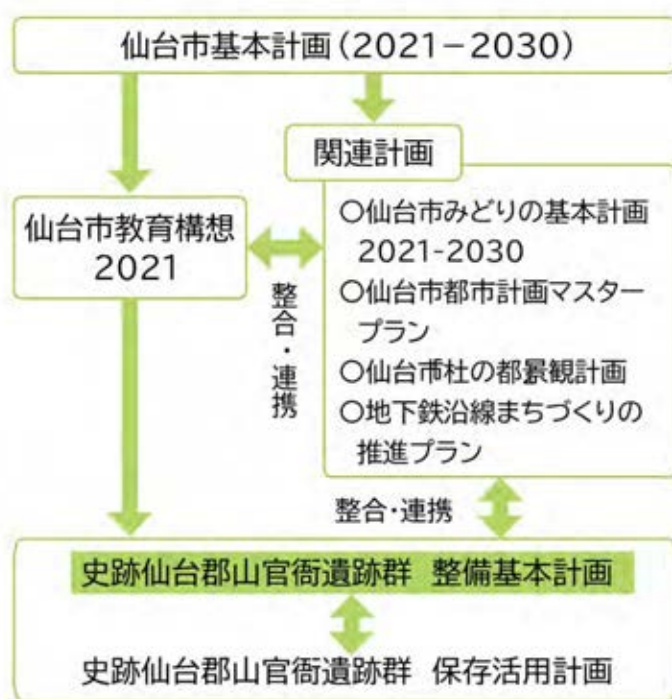 仙台市基本計画（2021－2030）
関連計画
仙台市教育構想
2021
整合・連携
○仙台市みどりの基本計画
2021-2030
○仙台市都市計画マスター
プラン
○仙台市杜の都景観計画
○地下鉄沿線まちづくりの
推進プラン
整合・連携
史跡仙台郡山官衙遺跡群 整備基本計画
史跡仙台郡山官衙遺跡群 保存活用計画